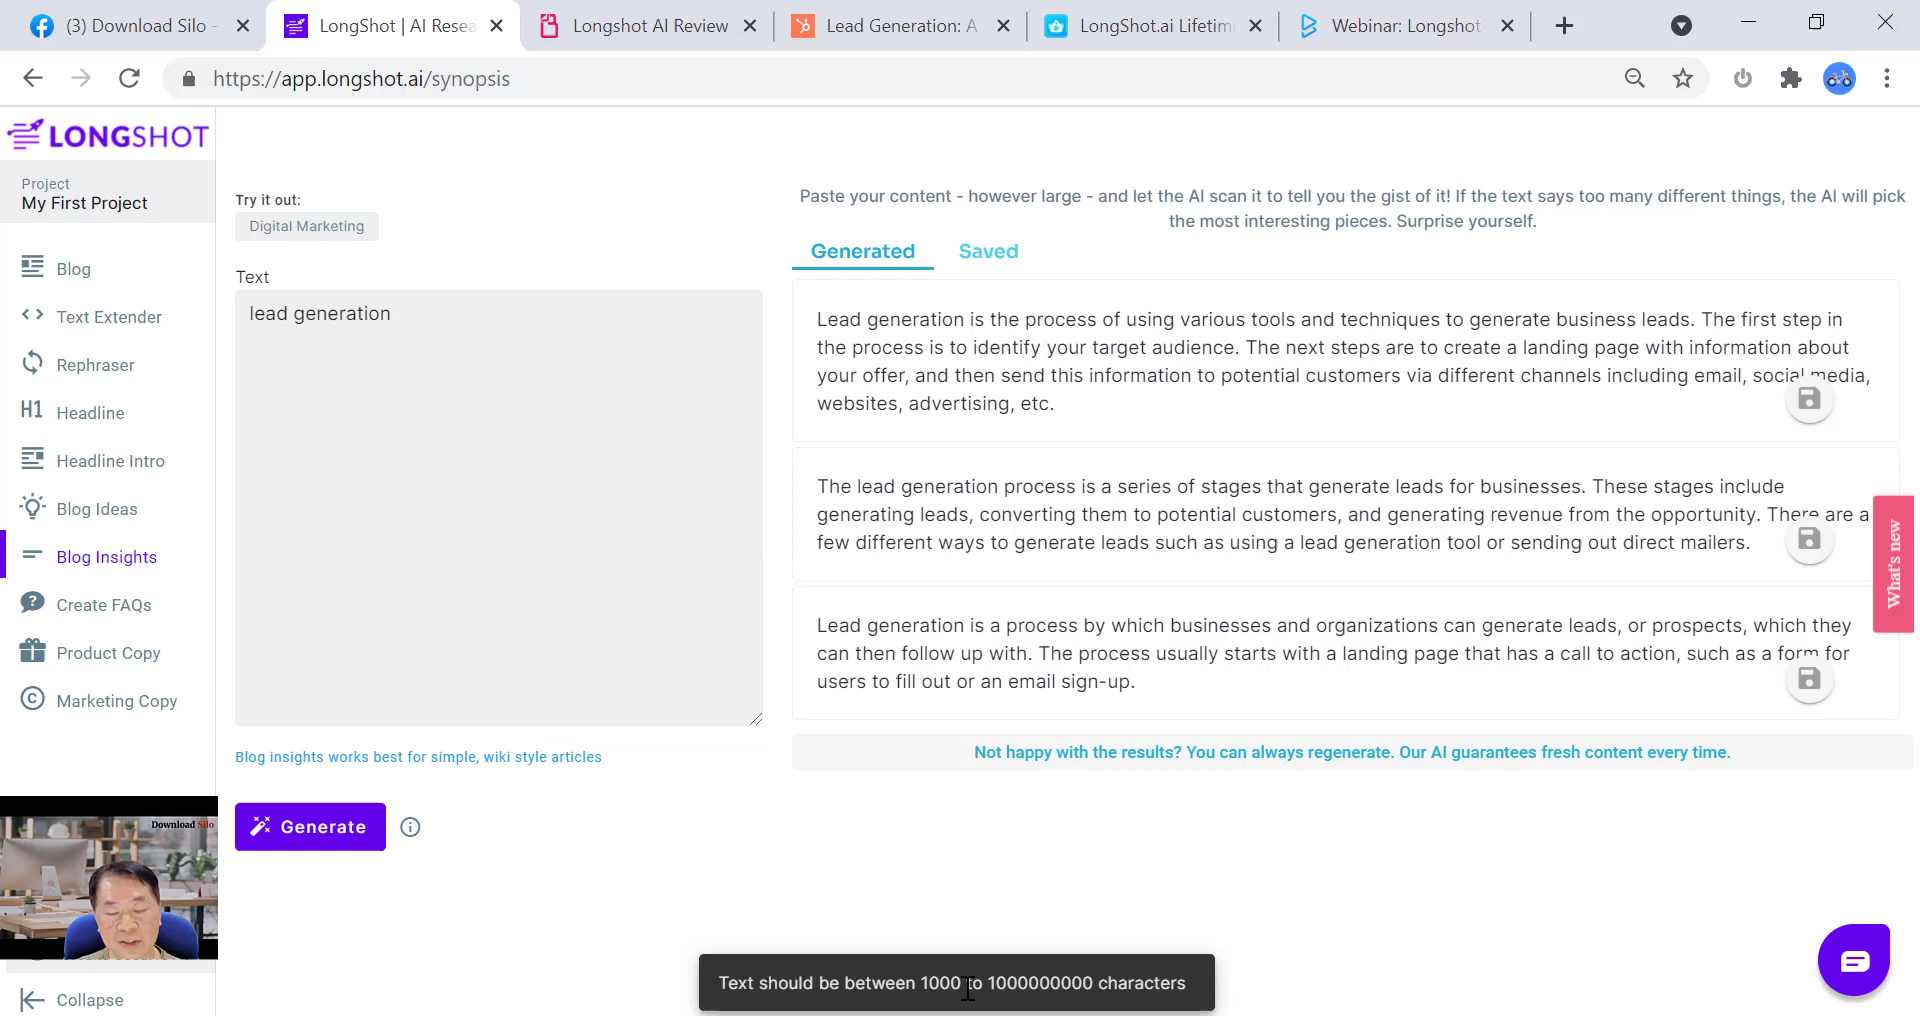 (3) Download Silo -
LongShot | AI Resea
Longshot AI Review
Lead Generation: A
LongShot.ai Lifetim
Webinar: Longshot
https://app.longshot.ai/synopsis
LONGSHOT
Project
My First Project
Blog
Text Extender
Rephraser
H1 Headline
Headline Intro
Blog Ideas
Blog Insights
Create FAQs
Product Copy
Marketing Copy
Collapse
Download Silo
Try it out:
Digital Marketing
Text
lead generation
Blog insights works best for simple, wiki style articles
Generate
Paste your content - however large - and let the AI scan it to tell you the gist of it! If the text says too many different things, the AI will pick
the most interesting pieces. Surprise yourself.
Generated Saved
Lead generation is the process of using various tools and techniques to generate business leads. The first step in
the process is to identify your target audience. The next steps are to create a landing page with information about
your offer, and then send this information to potential customers via different channels including email, social media,
websites, advertising, etc.
The lead generation process is a series of stages that generate leads for businesses. These stages include
generating leads, converting them to potential customers, and generating revenue from the opportunity. There are a
few different ways to generate leads such as using a lead generation tool or sending out direct mailers.
Lead generation is a process by which businesses and organizations can generate leads, or prospects, which they
can then follow up with. The process usually starts with a landing page that has a call to action, such as a form for
users to fill out or an email sign-up.
Not happy with the results? You can always regenerate. Our AI guarantees fresh content every time.
What's new
Text should be between 1000 to 1000000000 characters